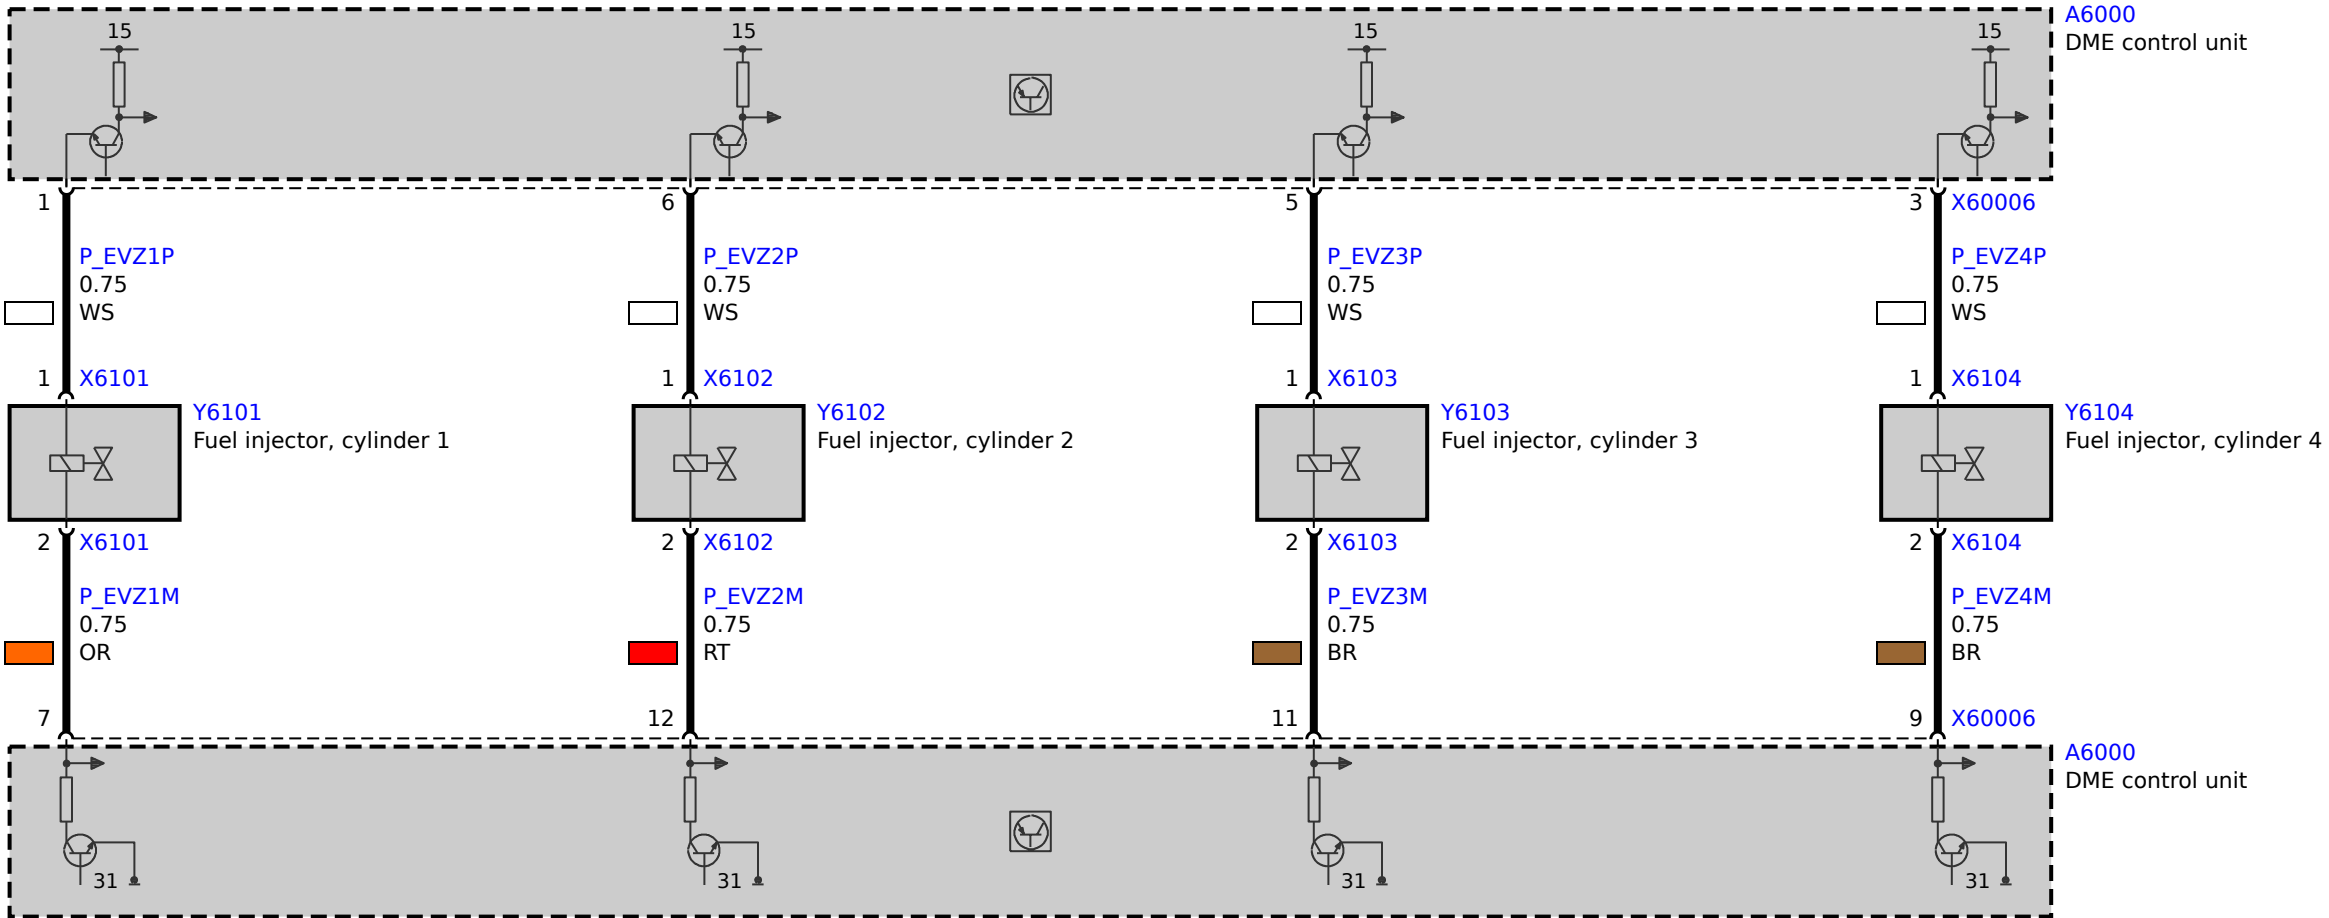 15 15 15 15
A6000
DME control unit
1 6 5 3 X60006
P_EVZ1P P_EVZ2P P_EVZ3P P_EVZ4P
0.75 0.75 0.75 0.75
WS WS WS WS
1 X6101 1 X6102 1 X6103 1 X6104
Y6101 Y6102 Y6103 Y6104
Fuel injector, cylinder 1 Fuel injector, cylinder 2 Fuel injector, cylinder 3 Fuel injector, cylinder 4
2 X6101 2 X6102 2 X6103 2 X6104
P_EVZ1M P_EVZ2M P_EVZ3M P_EVZ4M
0.75 0.75 0.75 0.75
OR RT BR BR
7 12 11 9 X60006
A6000
DME control unit
31 31 31 31